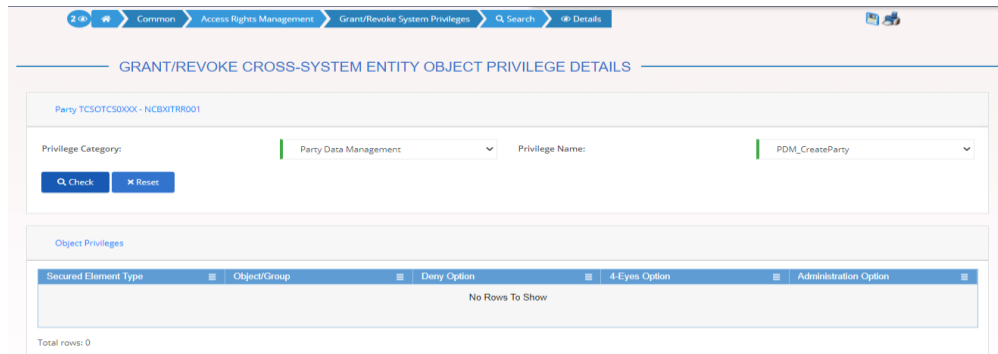 2 Common Access Rights Management Grant/Revoke System Privileges Search Details
GRANT/REVOKE CROSS-SYSTEM ENTITY OBJECT PRIVILEGE DETAILS
Party TCSOTCS0XXX - NCBXITRR001
Privilege Category: Party Data Management Privilege Name: PDM_CreateParty
Check Reset
Object Privileges
Secured Element Type Object/Group Deny Option 4-Eyes Option Administration Option
No Rows To Show
Total rows: 0